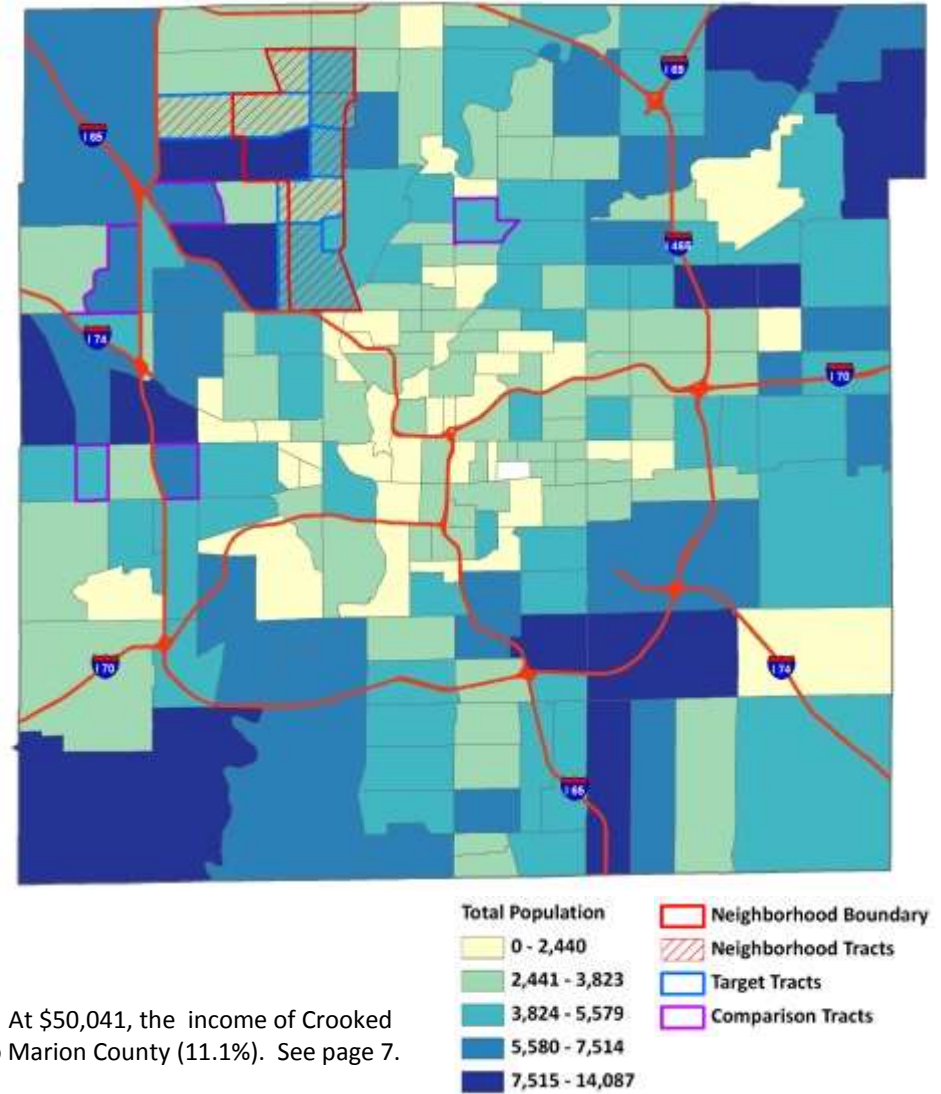 I 69
I 65
I 465
I 74
I 70
I 70
I 74
I 65
Total Population
0 - 2,440
2,441 - 3,823
3,824 - 5,579
5,580 - 7,514
7,515 - 14,087
Neighborhood Boundary
Neighborhood Tracts
Target Tracts
Comparison Tracts
At $50,041, the income of Crooked
Marion County (11.1%). See page 7.